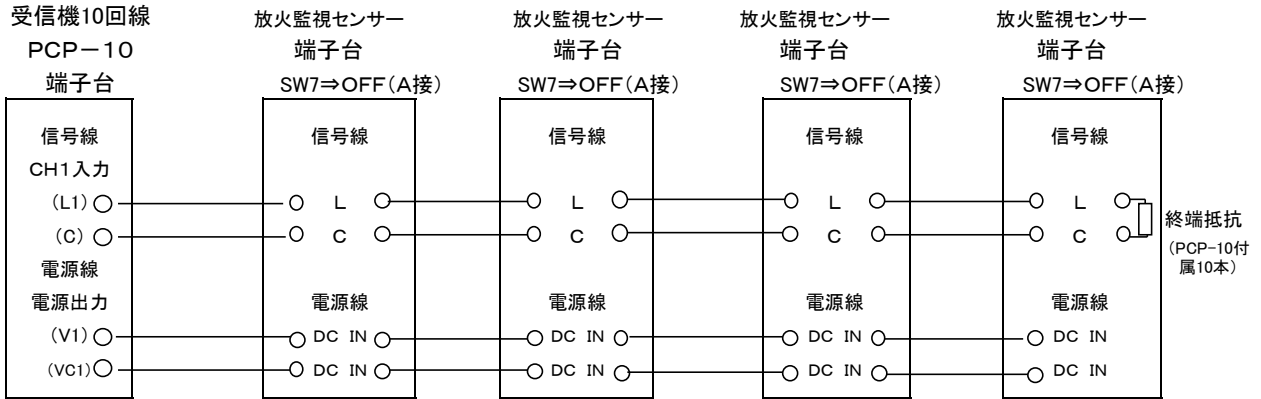 受信機10回線
PCP-10
端子台
信号線
CH1入力
(L1)
(C)
電源線
電源出力
(V1)
(VC1)
放火監視センサー
端子台
SW7⇒OFF(A接)
信号線
L
C
電源線
DC IN
DC IN
放火監視センサー
端子台
SW7⇒OFF(A接)
信号線
L
C
電源線
DC IN
DC IN
放火監視センサー
端子台
SW7⇒OFF(A接)
信号線
L
C
電源線
DC IN
DC IN
放火監視センサー
端子台
SW7⇒OFF(A接)
信号線
L
C
電源線
DC IN
DC IN
終端抵抗
(PCP-10付
属10本)